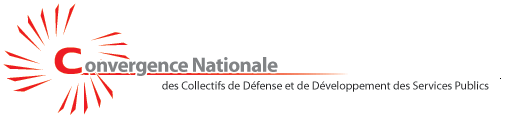 Convergence Nationale
des Collectifs de Défense et de Développement des Services Publics